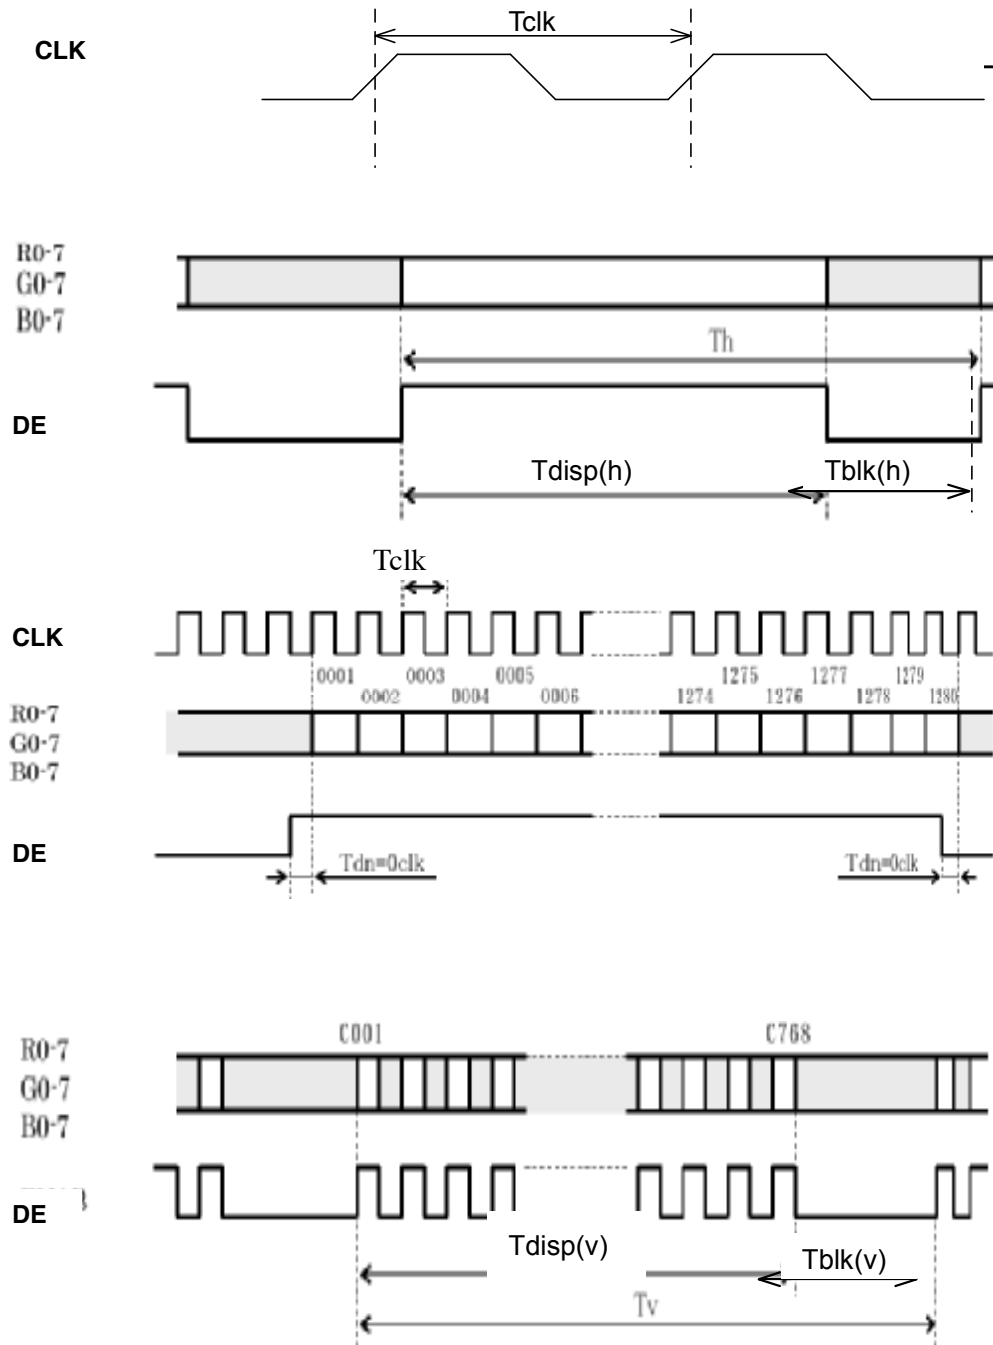 Tclk
CLK
R0-7
G0-7
B0-7
Th
DE
Tdisp(h) Tblk(h)
Tclk
CLK
0001 0003 0005 1275 1277 1279
0002 0004 0006 1274 1276 1278 1280
R0-7
G0-7
B0-7
DE
Tdn=0clk Tdn=0clk
C001 C768
R0-7
G0-7
B0-7
DE
Tdisp(v) Tblk(v)
Tv